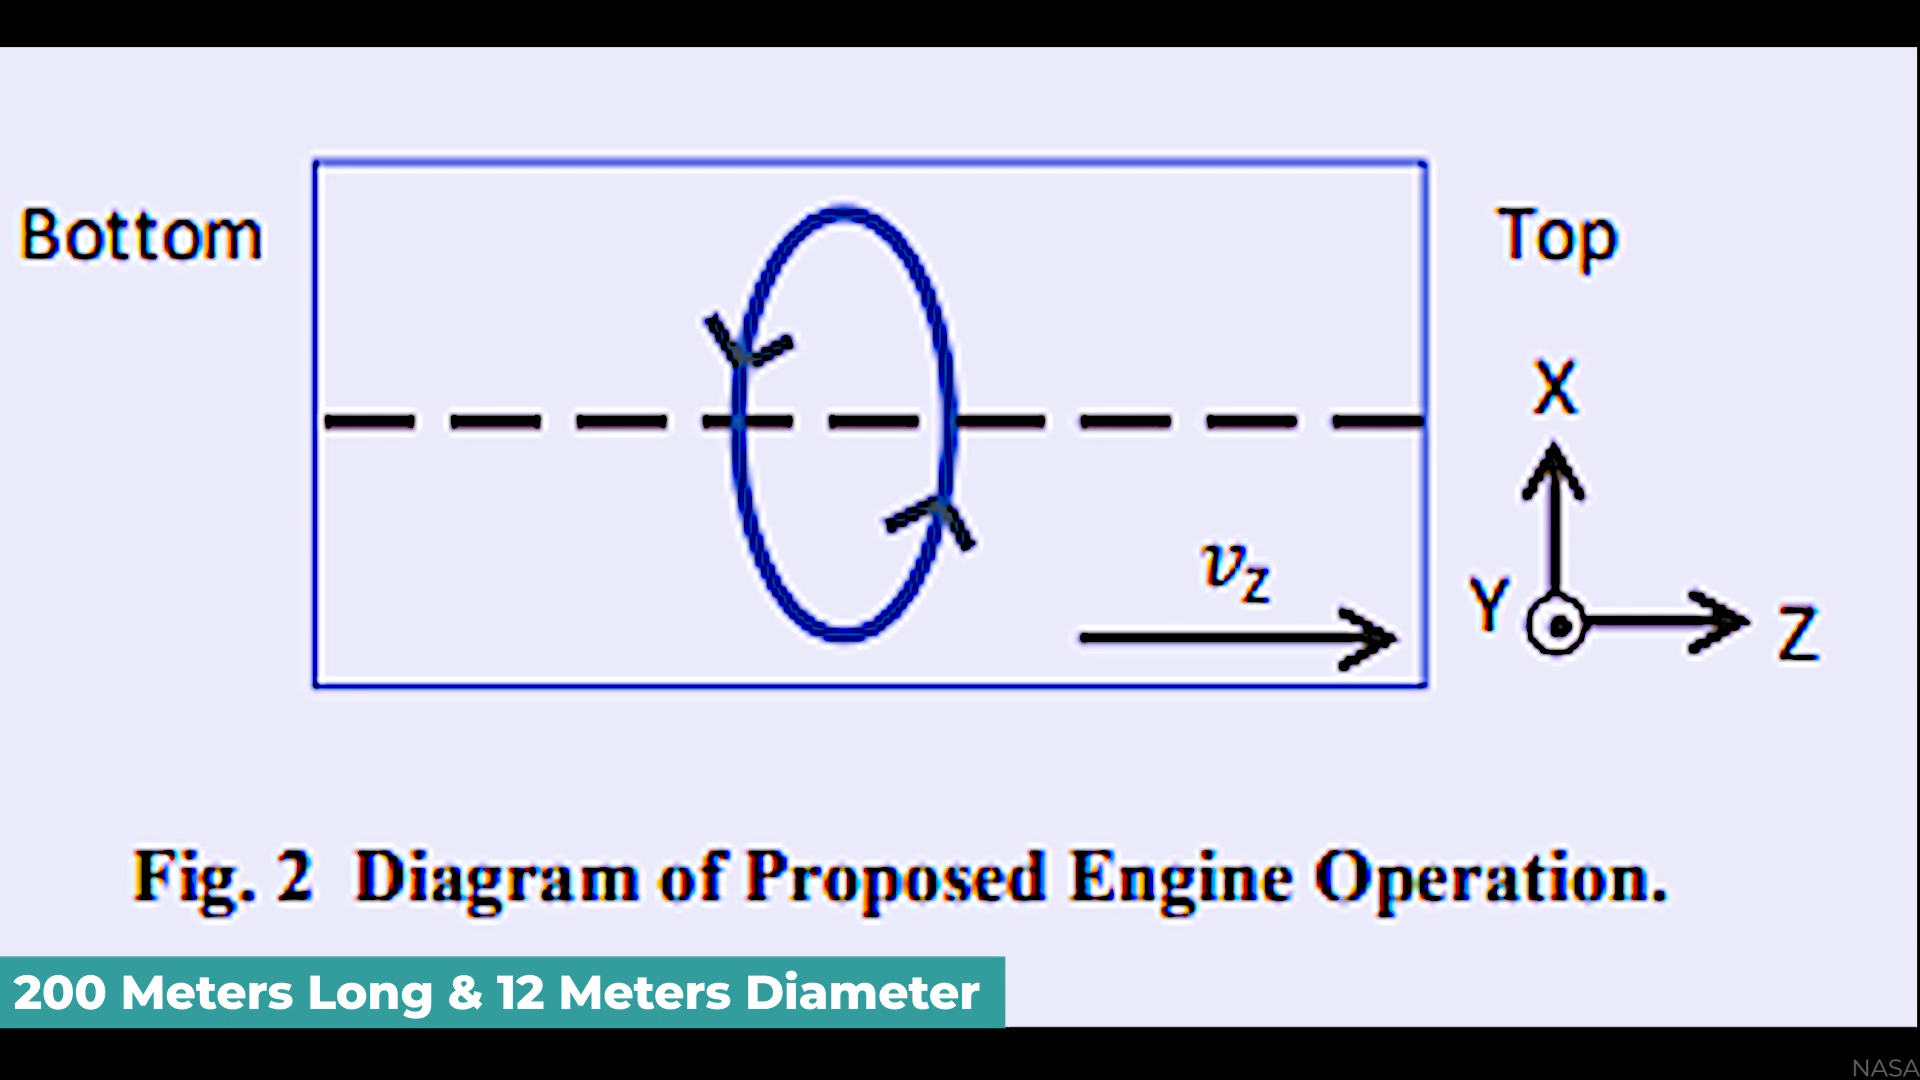 Bottom
Top
X
v_z
Y
Z
Fig. 2 Diagram of Proposed Engine Operation.
200 Meters Long & 12 Meters Diameter
NASA